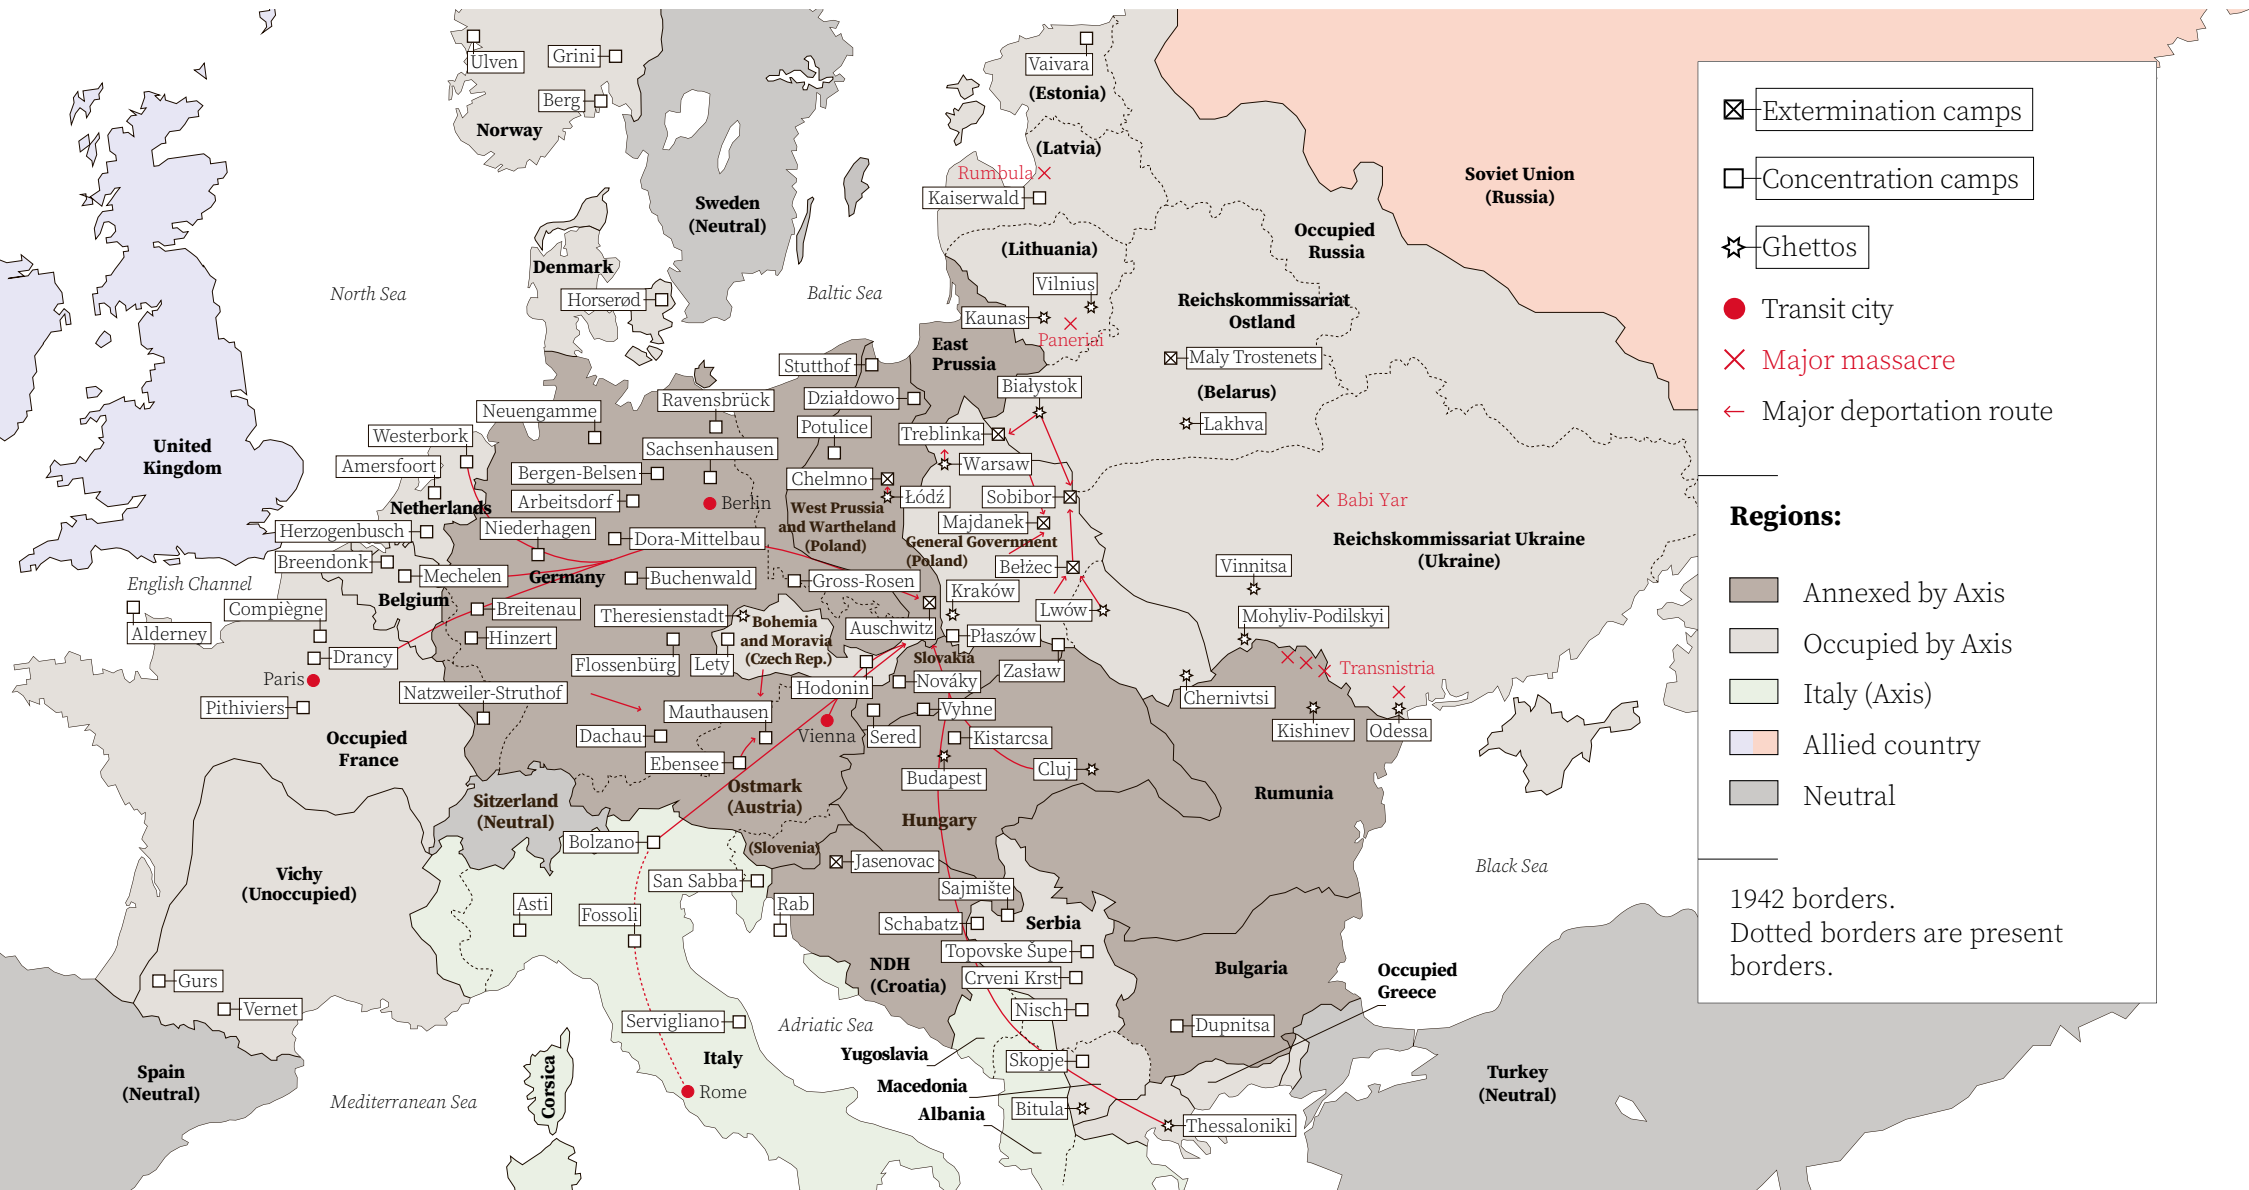 Ulven
Grini
Berg
Norway
Vaivara
(Estonia)
(Latvia)
Rumbula
Kaiserwald
(Lithuania)
Vilnius
Kaunas
Paneriai
Sweden
(Neutral)
Denmark
Horserød
North Sea
Baltic Sea
Soviet Union
(Russia)
Occupied
Russia
Reichskommissariat
Ostland
Maly Trostenets
(Belarus)
Lakhva
East
Prussia
Stutthof
Działdowo
Białystok
Ravensbrück
Neuengamme
Potulice
Treblinka
Westerbork
Sachsenhausen
Amersfoort
Bergen-Belsen
Chelmno
Warsaw
United
Kingdom
Arbeitsdorf
Berlin
Łódź
Sobibor
Netherlands
West Prussia
and Wartheland
(Poland)
Majdanek
Babi Yar
Herzogenbusch
Niederhagen
Dora-Mittelbau
General Government
(Poland)
Reichskommissariat Ukraine
(Ukraine)
Breendonk
Mechelen
Germany
Buchenwald
Gross-Rosen
Bełżec
Vinnitsa
English Channel
Belgium
Kraków
Compiègne
Breitenau
Theresienstadt
Lwów
Mohyliv-Podilskyi
Alderney
Bohemia
and Moravia
(Czech Rep.)
Auschwitz
Płaszów
Hinzert
Drancy
Flossenbürg
Lety
Slovakia
Zasław
Transnistria
Paris
Natzweiler-Struthof
Hodonin
Nováky
Chernivtsi
Pithiviers
Mauthausen
Vyhne
Dachau
Vienna
Sered
Kistarcsa
Kishinev
Odessa
Occupied
France
Ebensee
Budapest
Cluj
Ostmark
(Austria)
Rumunia
Sitzerland
(Neutral)
Hungary
Bolzano
(Slovenia)
Jasenovac
Black Sea
Vichy
(Unoccupied)
San Sabba
Sajmište
Asti
Fossoli
Rab
Schabatz
Serbia
Topovske Šupe
NDH
(Croatia)
Crveni Krst
Bulgaria
Occupied
Greece
Gurs
Vernet
Nisch
Servigliano
Adriatic Sea
Dupnitsa
Yugoslavia
Skopje
Italy
Spain
(Neutral)
Corsica
Macedonia
Turkey
(Neutral)
Mediterranean Sea
Rome
Albania
Bitula
Thessaloniki
Extermination camps
Concentration camps
Ghettos
Transit city
Major massacre
Major deportation route
Regions:
Annexed by Axis
Occupied by Axis
Italy (Axis)
Allied country
Neutral
1942 borders.
Dotted borders are present
borders.